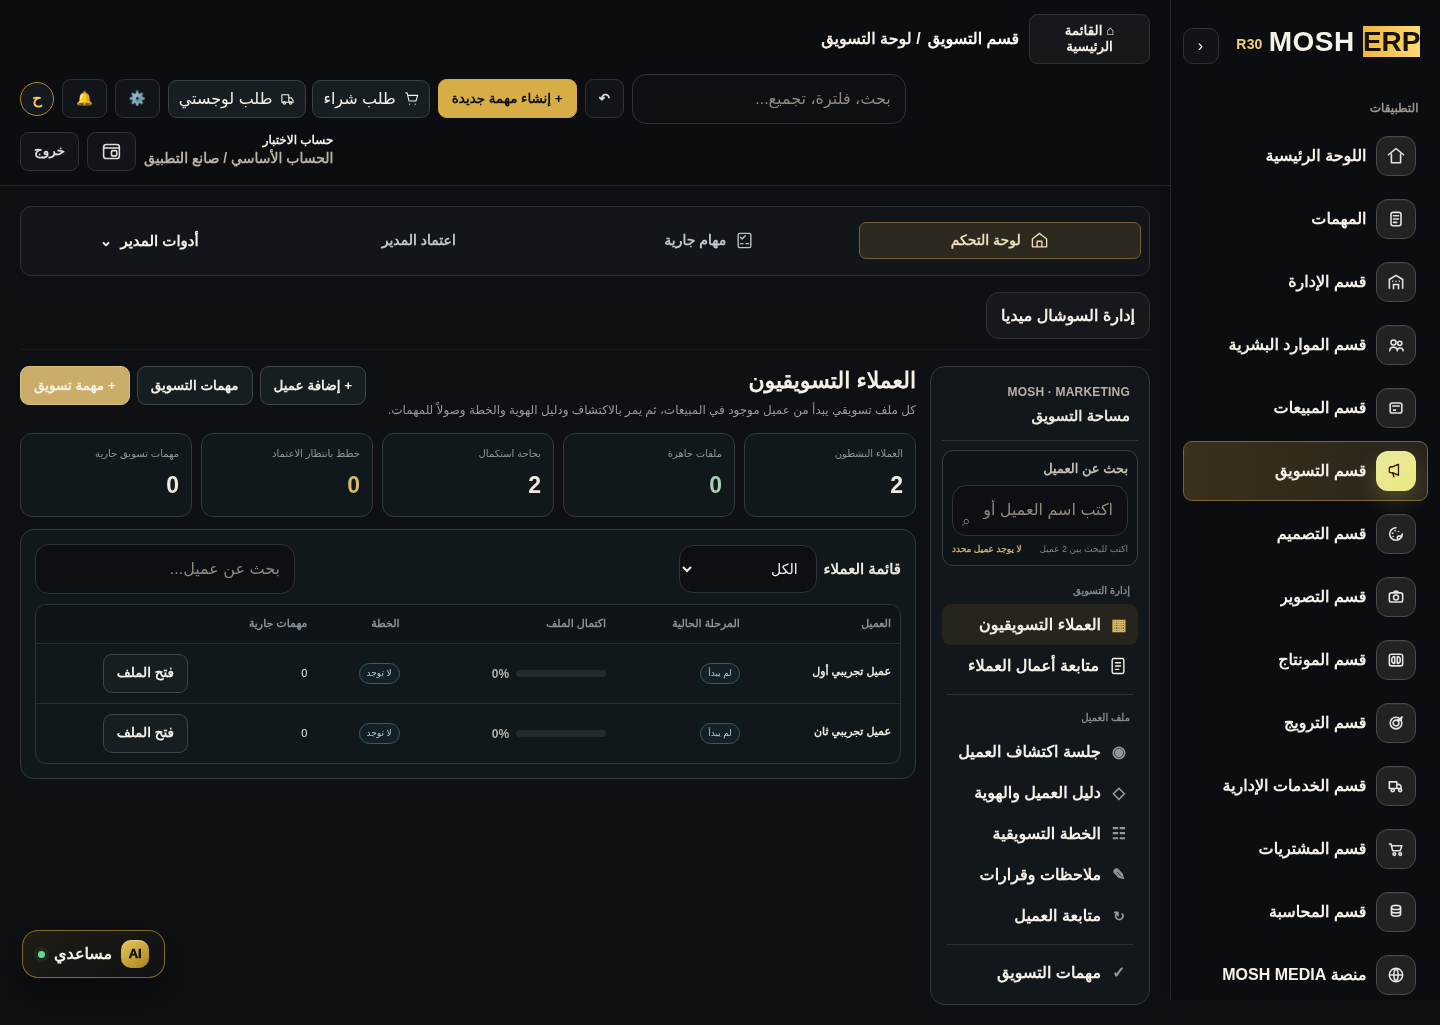 MOSH ERP R30
›
التطبيقات
اللوحة الرئيسية
المهمات
قسم الإدارة
قسم الموارد البشرية
قسم المبيعات
قسم التسويق
قسم التصميم
قسم التصوير
قسم المونتاج
قسم الترويج
قسم الخدمات الإدارية
قسم المشتريات
قسم المحاسبة
منصة MOSH MEDIA
⌂ القائمة
الرئيسية
قسم التسويق / لوحة التسويق
بحث، فلترة، تجميع...
↶
+ إنشاء مهمة جديدة
طلب شراء
طلب لوجستي
ح
حساب الاختبار
الحساب الأساسي / صانع التطبيق
خروج
لوحة التحكم
مهام جارية
اعتماد المدير
أدوات المدير
إدارة السوشال ميديا
MOSH · MARKETING
مساحة التسويق
بحث عن العميل
اكتب اسم العميل أو
اكتب للبحث بين 2 عميل
لا يوجد عميل محدد
إدارة التسويق
العملاء التسويقيون
متابعة أعمال العملاء
ملف العميل
جلسة اكتشاف العميل
دليل العميل والهوية
الخطة التسويقية
ملاحظات وقرارات
متابعة العميل
مهمات التسويق
العملاء التسويقيون
كل ملف تسويقي يبدأ من عميل موجود في المبيعات، ثم يمر بالاكتشاف ودليل الهوية والخطة وصولاً للمهمات.
+ إضافة عميل
مهمات التسويق
+ مهمة تسويق
العملاء النشطون
2
ملفات جاهزة
0
بحاجة استكمال
2
خطط بانتظار الاعتماد
0
مهمات تسويق جارية
0
قائمة العملاء
الكل
بحث عن عميل...
العميل المرحلة الحالية اكتمال الملف الخطة مهمات جارية
عميل تجريبي أول لم يبدأ 0% لا توجد 0 فتح الملف
عميل تجريبي ثان لم يبدأ 0% لا توجد 0 فتح الملف
AI مساعدي